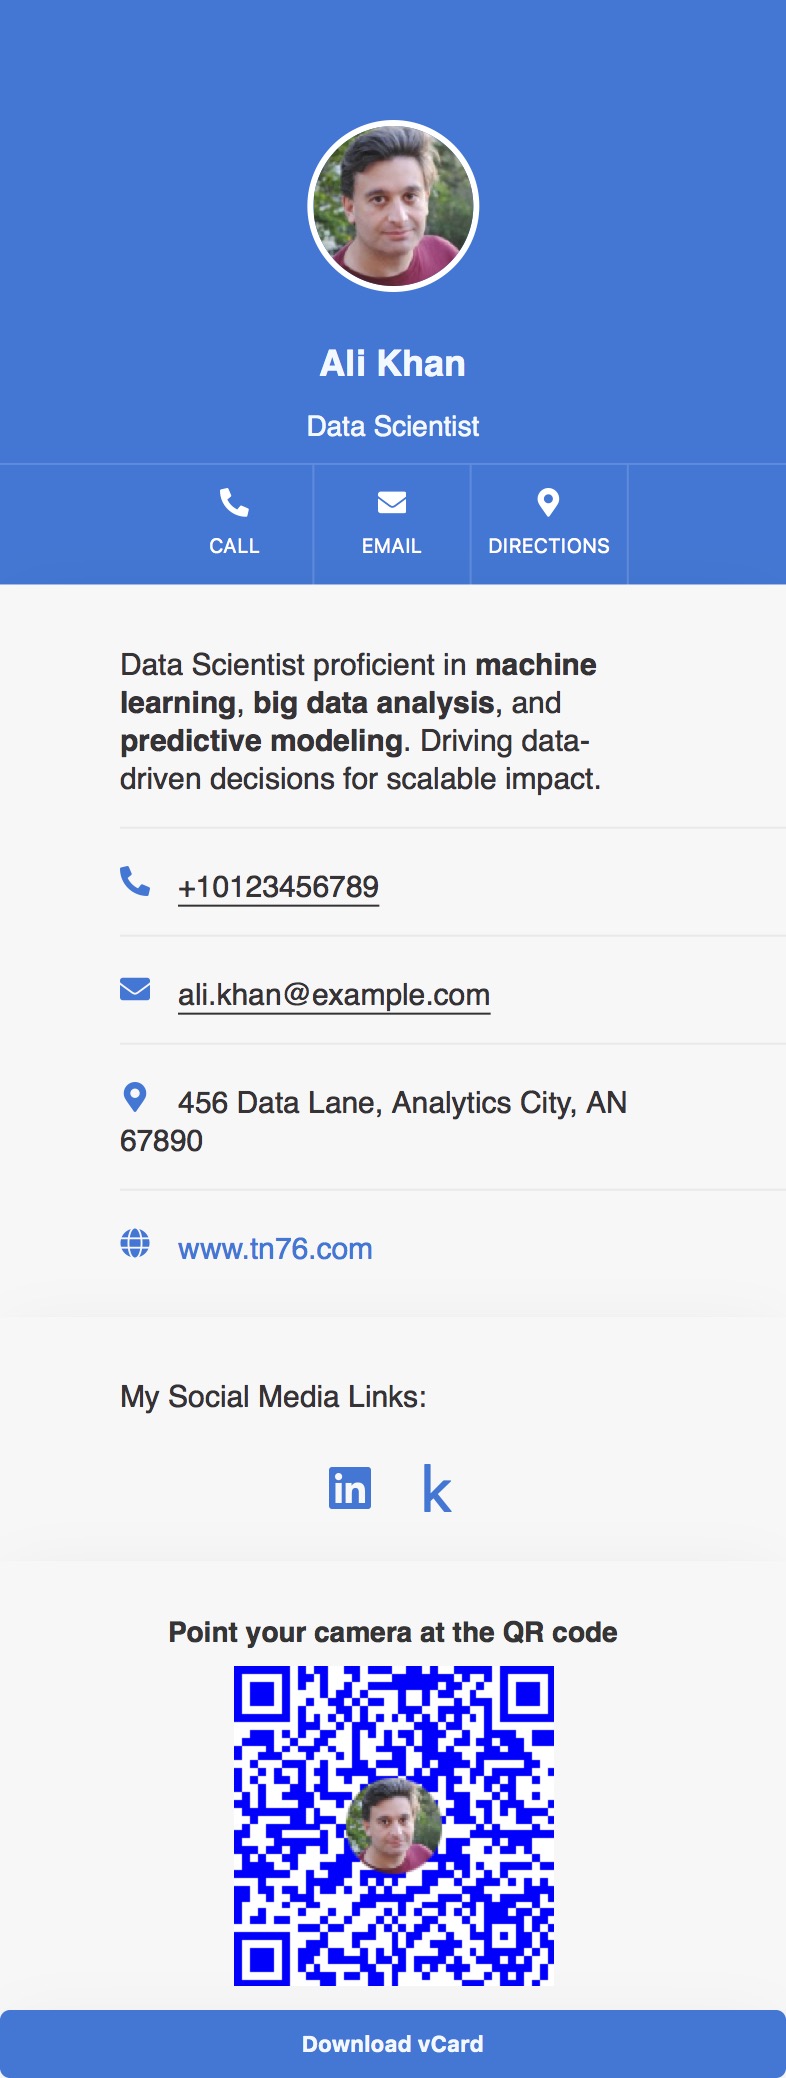 Ali Khan
Data Scientist
CALL
EMAIL
DIRECTIONS
Data Scientist proficient in machine
learning, big data analysis, and
predictive modeling. Driving data-
driven decisions for scalable impact.
+10123456789
ali.khan@example.com
456 Data Lane, Analytics City, AN
67890
www.tn76.com
My Social Media Links:
in
k
Point your camera at the QR code
Download vCard